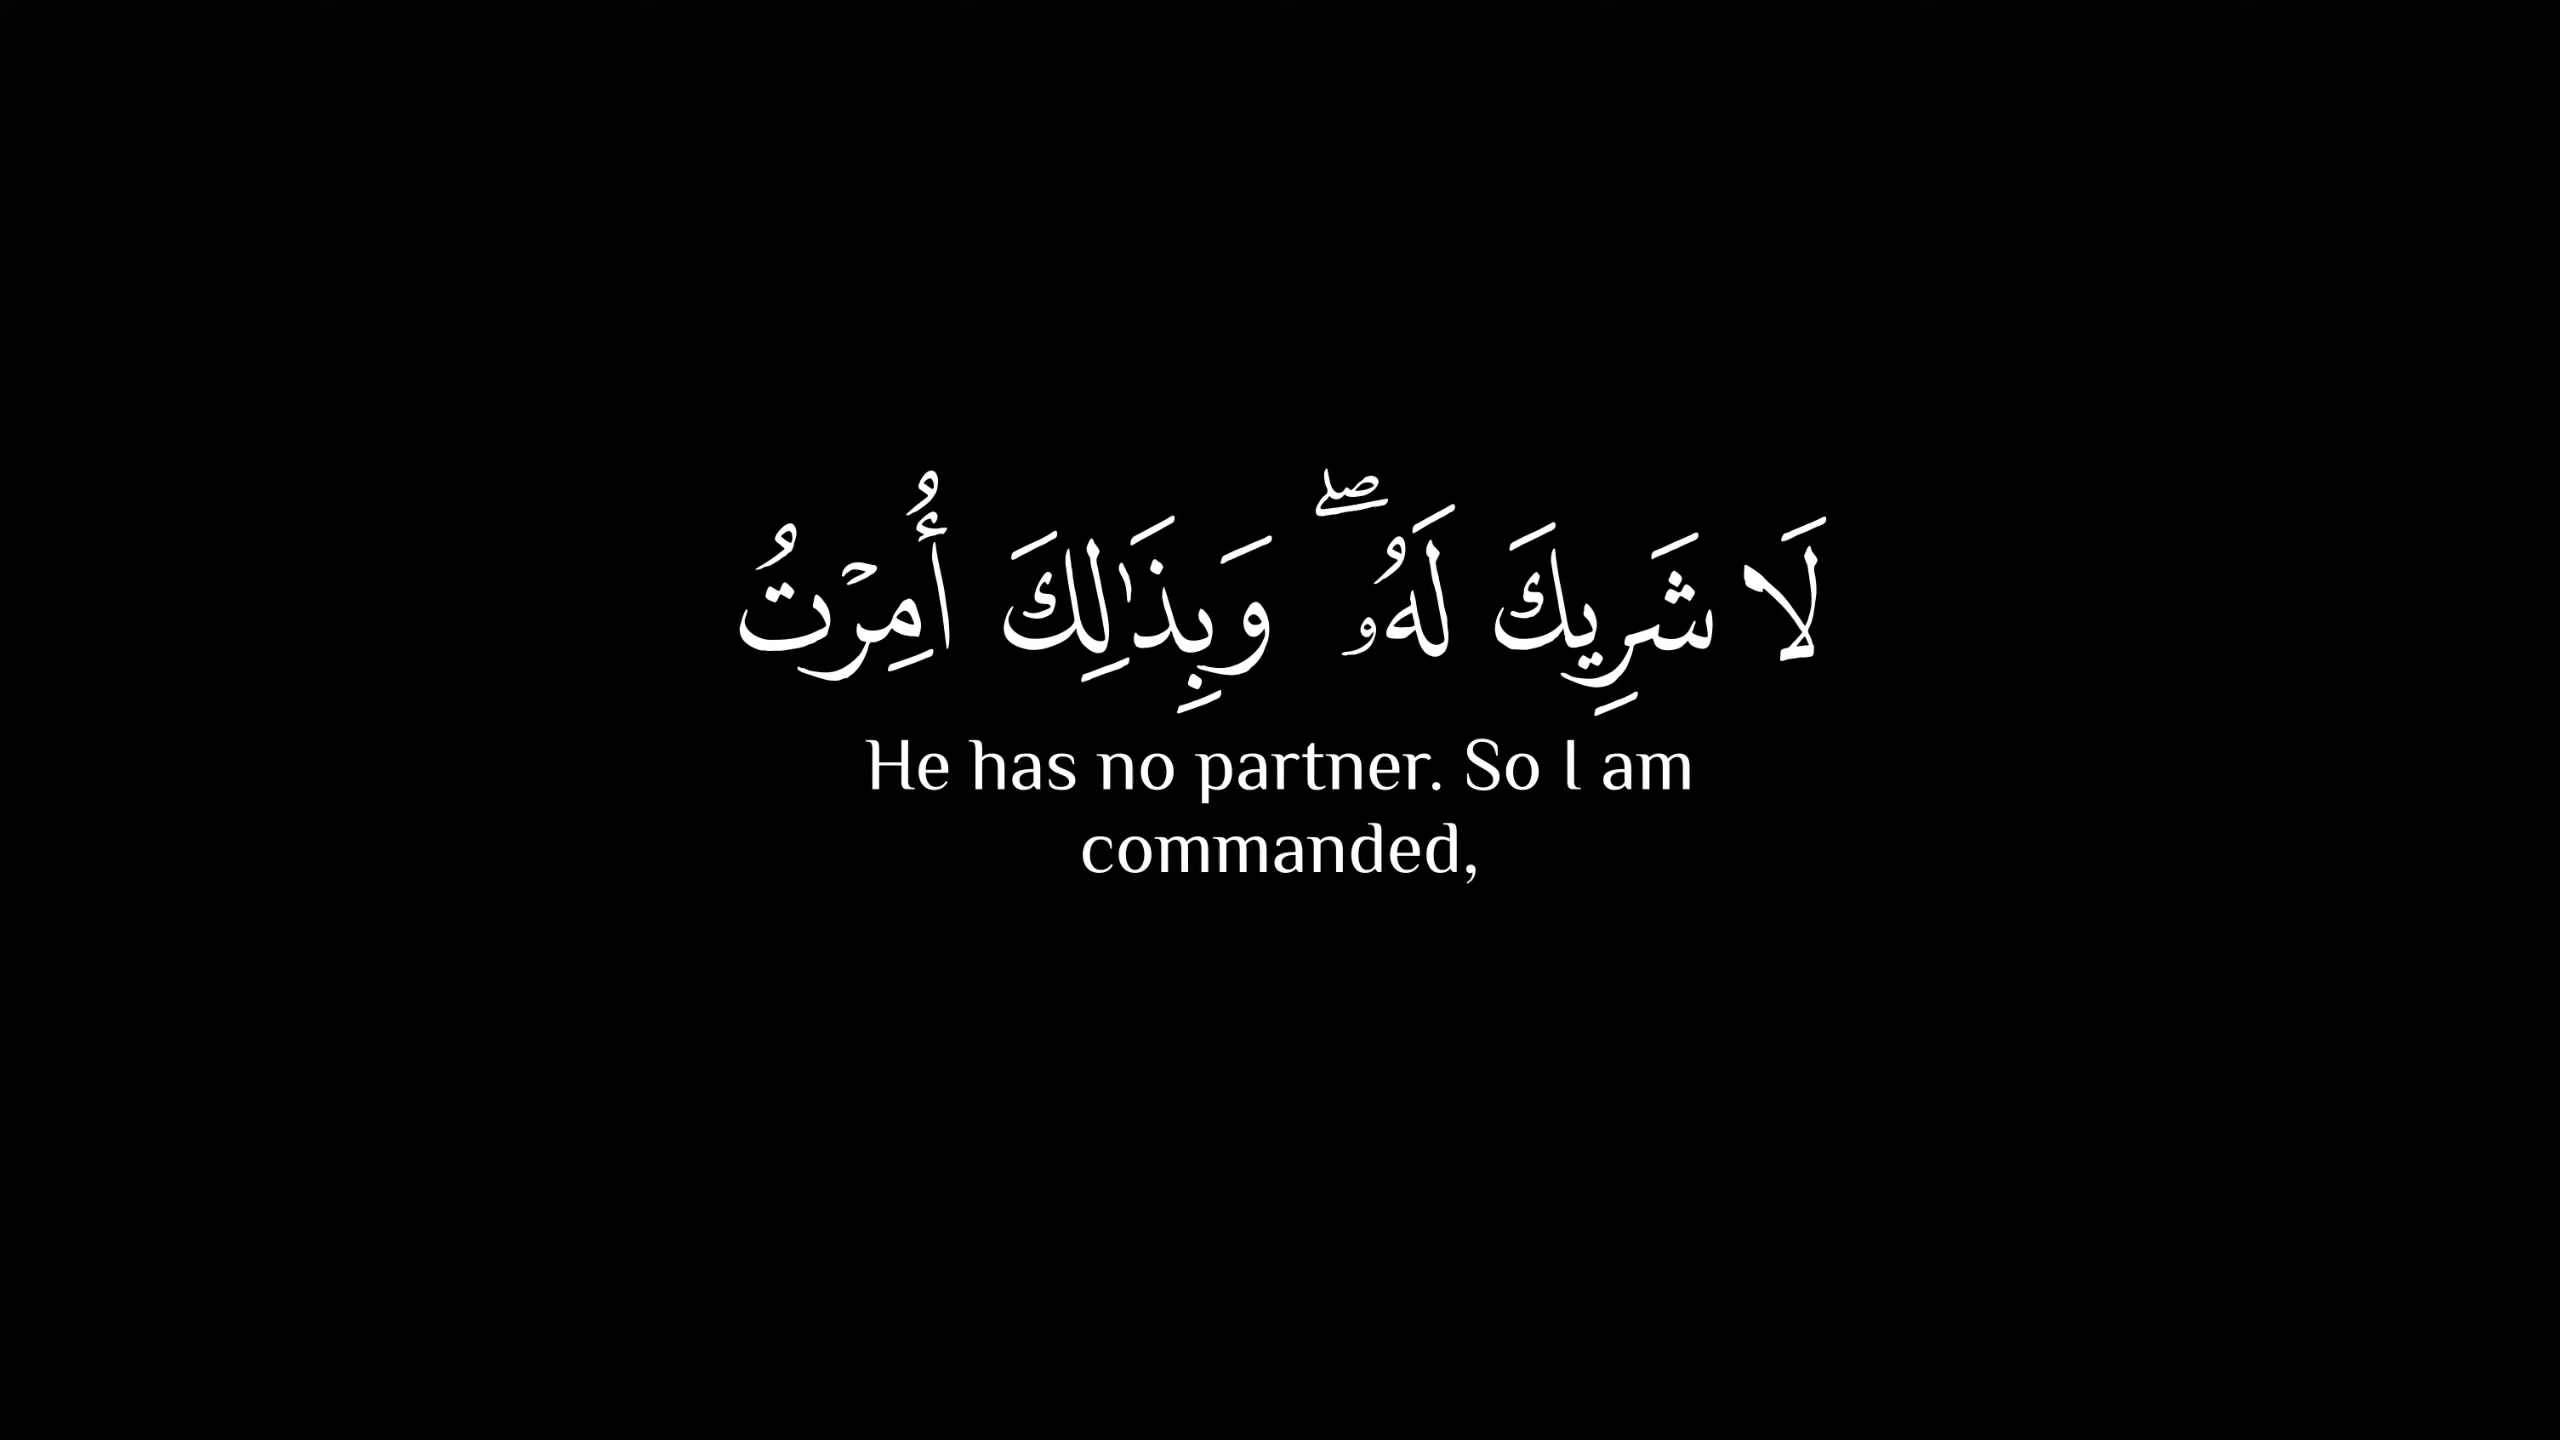 لَا شَرِيكَ لَهُۥ ۖ وَبِذَٰلِكَ أُمِرۡتُ
He has no partner. So I am
commanded,